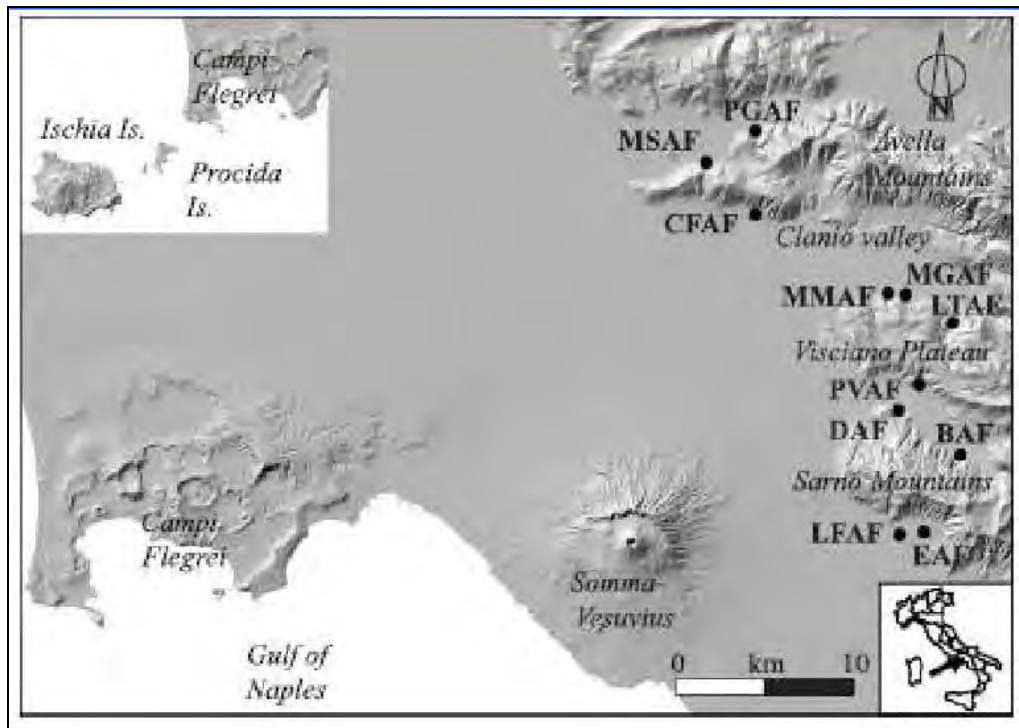 Campi
Flegrei
Ischia Is.
Procida
Is.
N
PGAF
MSAF
Avella
Mountains
CFAF
Clanio valley
MGAF
MMAF
LTAF
Visciano Plateau
PVAF
DAF
BAF
Sarno Mountains
LFAF
EAF
Campi
Flegrei
Somma-
Vesuvius
Gulf of
Naples
0 km 10